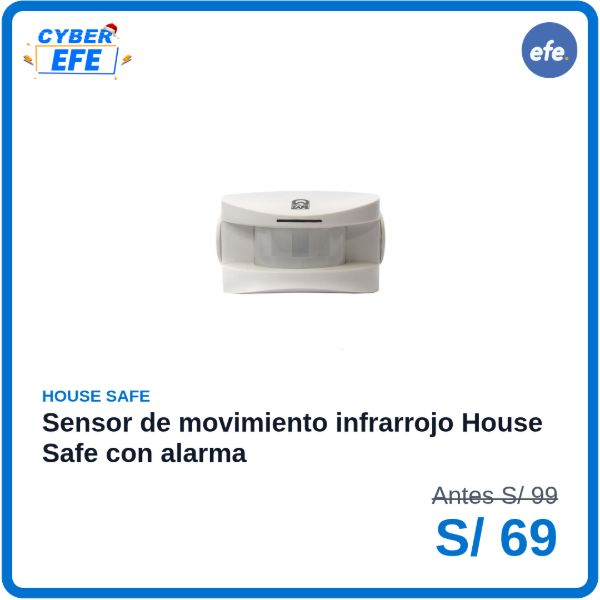 CYBER
EFE
efe.
HOUSE SAFE
Sensor de movimiento infrarrojo House
Safe con alarma
Antes S/ 99
S/ 69